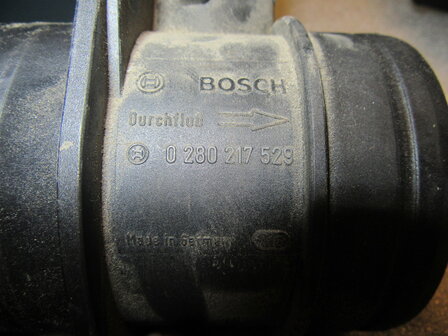 BOSCH
Durchfluß
0 280 217 529
Made in Germany